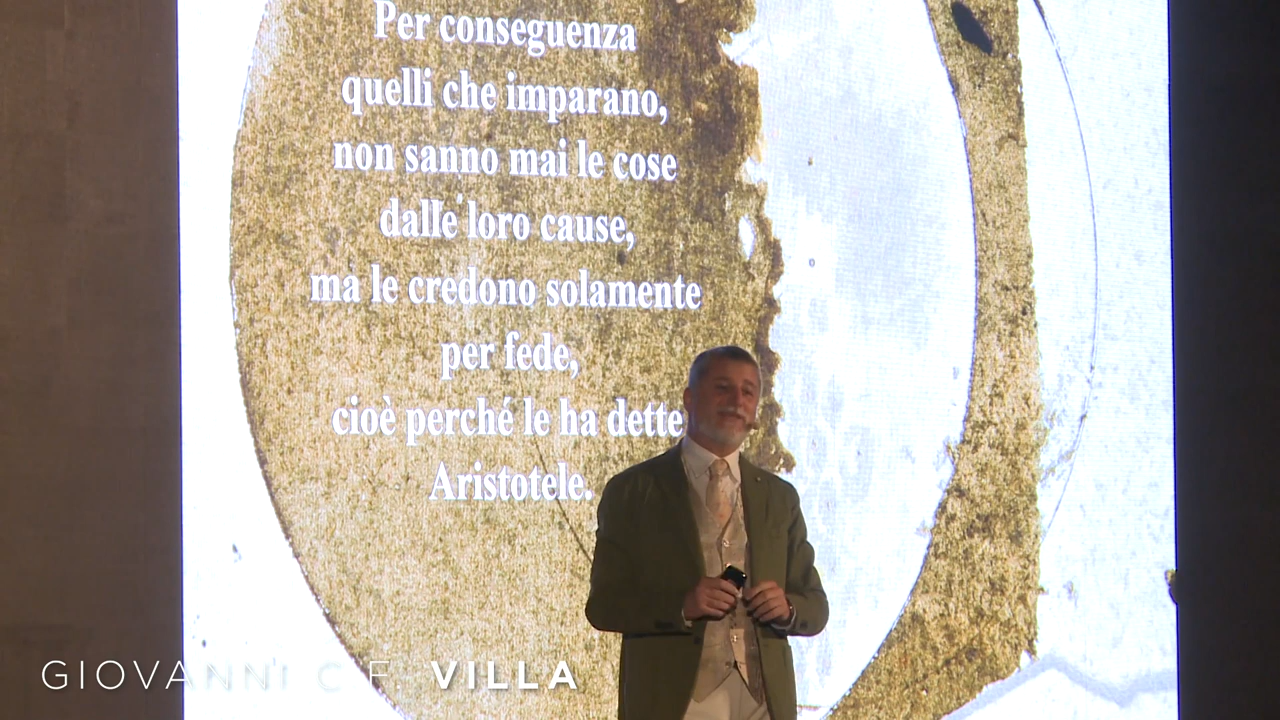 Per conseguenza
quelli che imparano,
non sanno mai le cose
dalle loro cause,
ma le credono solamente
per fede,
cioè perché le ha dette
Aristotele.
GIOVANNI C.F. VILLA